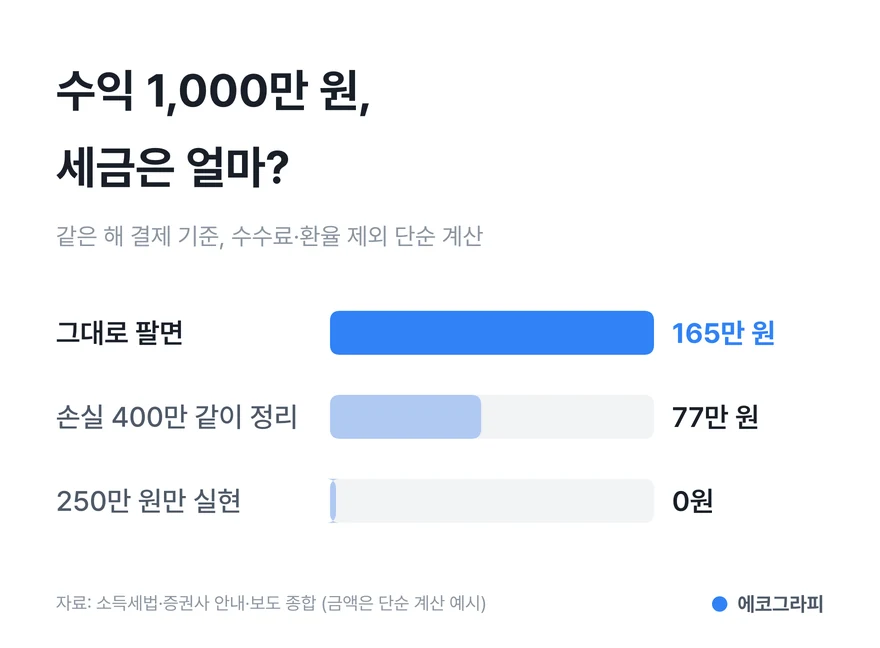 수익 1,000만 원,
세금은 얼마?
같은 해 결제 기준, 수수료·환율 제외 단순 계산
그대로 팔면 165만 원
손실 400만 같이 정리 77만 원
250만 원만 실현 0원
자료: 소득세법·증권사 안내·보도 종합 (금액은 단순 계산 예시) 에코그라피